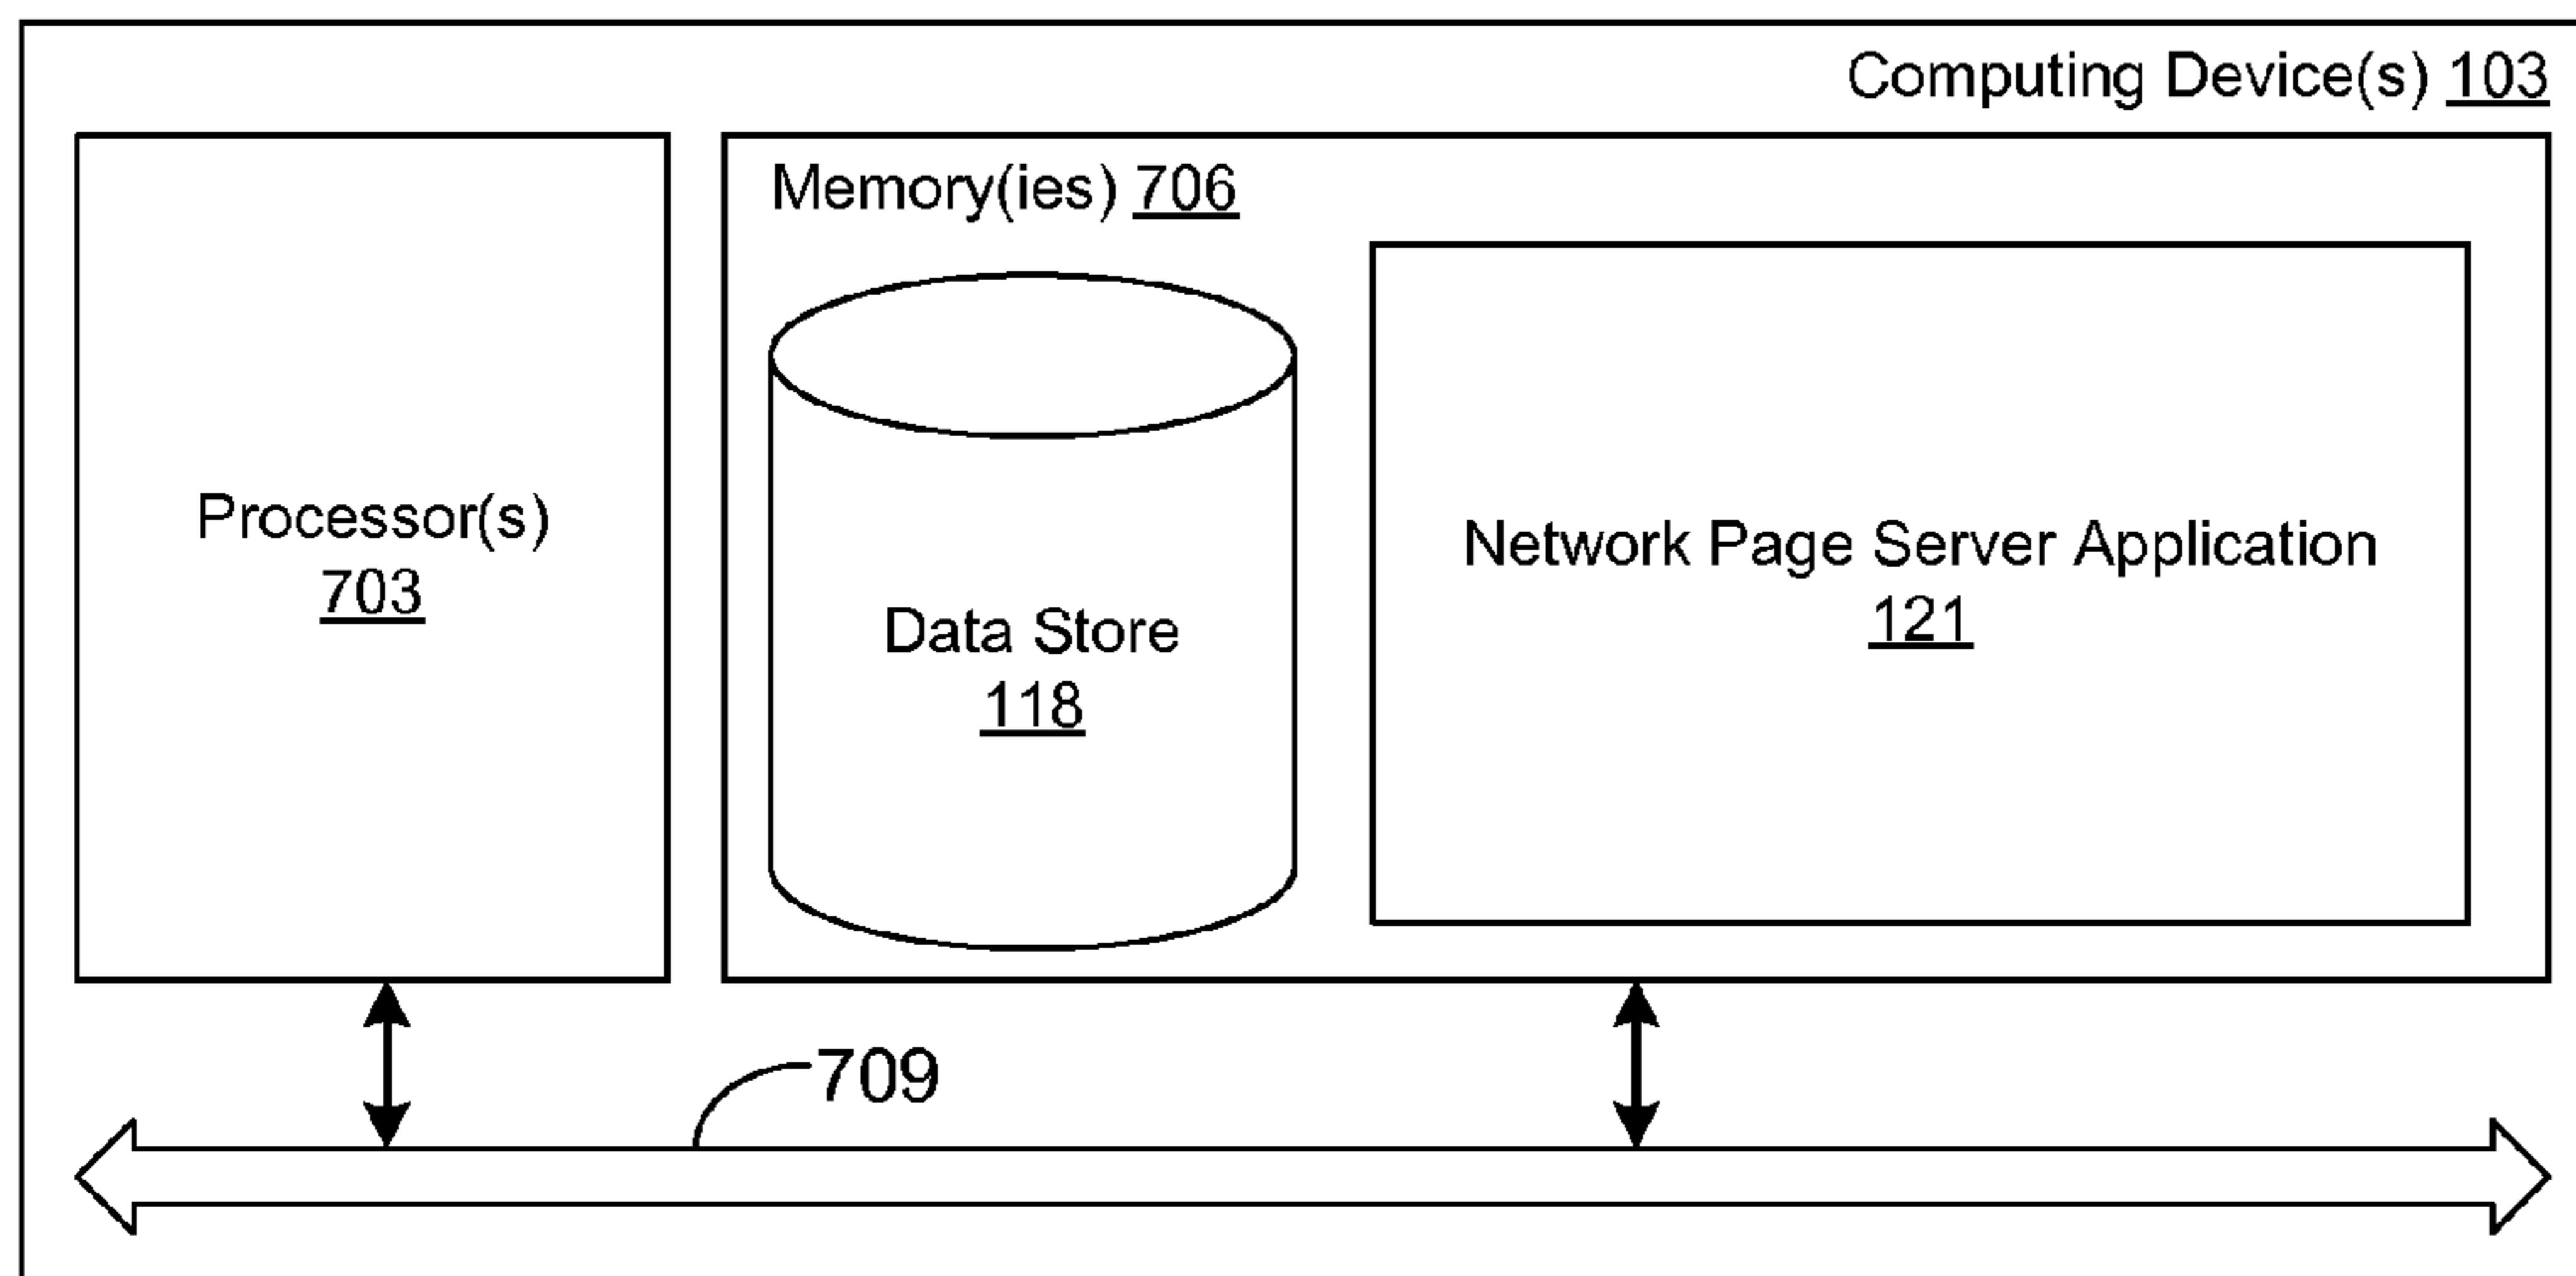 Computing Device(s) 103
Memory(ies) 706
Processor(s)
703
Data Store
118
Network Page Server Application
121
709